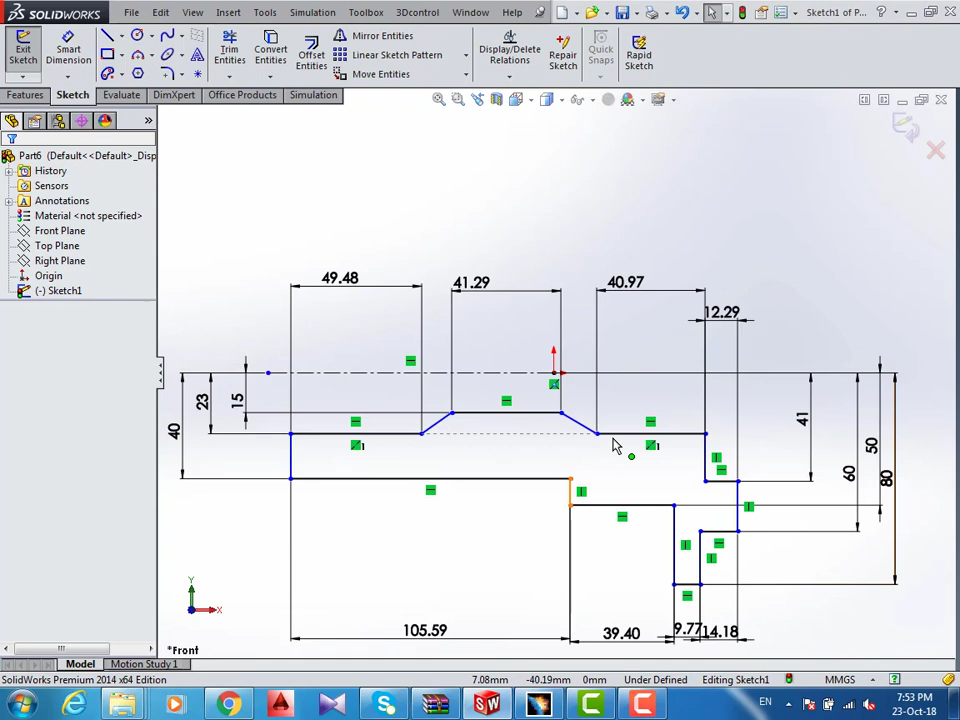 SOLIDWORKS
File Edit View Insert Tools Simulation Toolbox 3Dcontrol Window Help
Sketch1 of P...
Exit Sketch
Smart Dimension
Trim Entities
Convert Entities
Offset Entities
Mirror Entities
Linear Sketch Pattern
Move Entities
Display/Delete Relations
Repair Sketch
Quick Snaps
Rapid Sketch
Features Sketch Evaluate DimXpert Office Products Simulation
Part6 (Default<<Default>_Disp
History
Sensors
Annotations
Material <not specified>
Front Plane
Top Plane
Right Plane
Origin
(-) Sketch1
49.48 41.29 40.97
12.29
15
23
40
41
50
60
80
1
1
105.59 39.40 9.77 14.18
Y
X
*Front
Model Motion Study 1
SolidWorks Premium 2014 x64 Edition
7.08mm -40.19mm 0mm Under Defined Editing Sketch1 MMGS
EN
7:53 PM
23-Oct-18